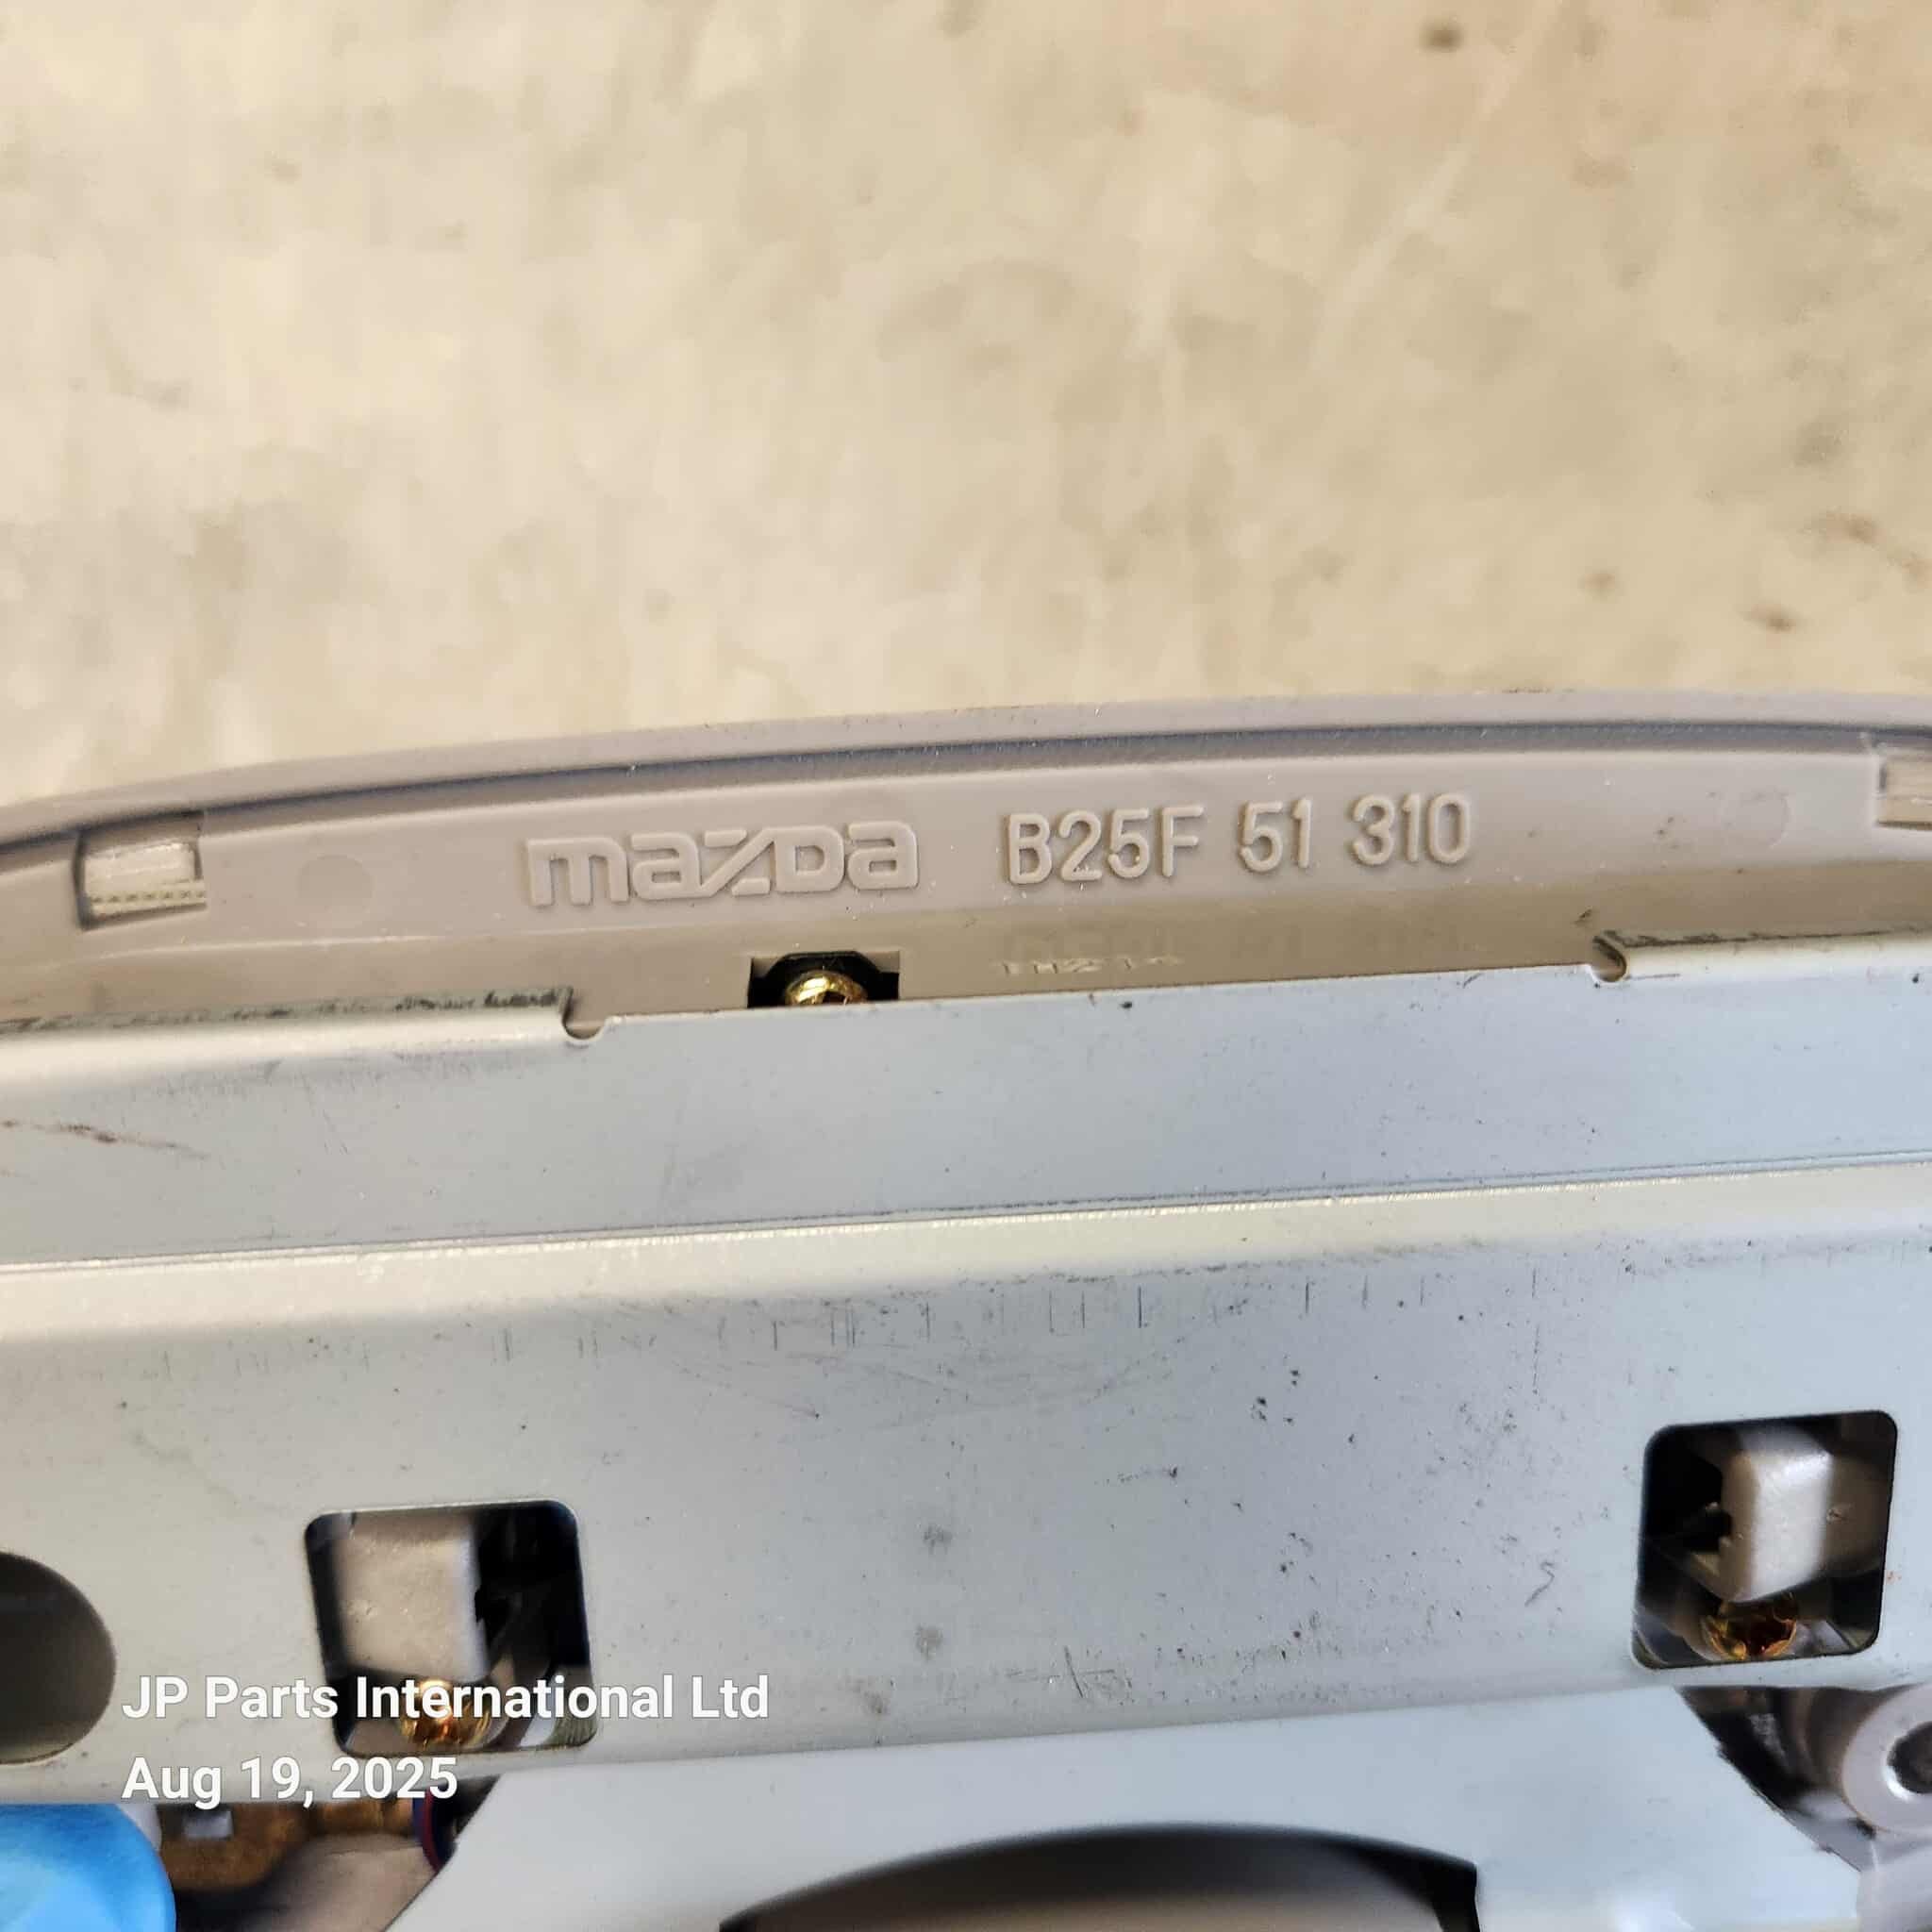 mazda B25F 51 310
JP Parts International Ltd
Aug 19, 2025